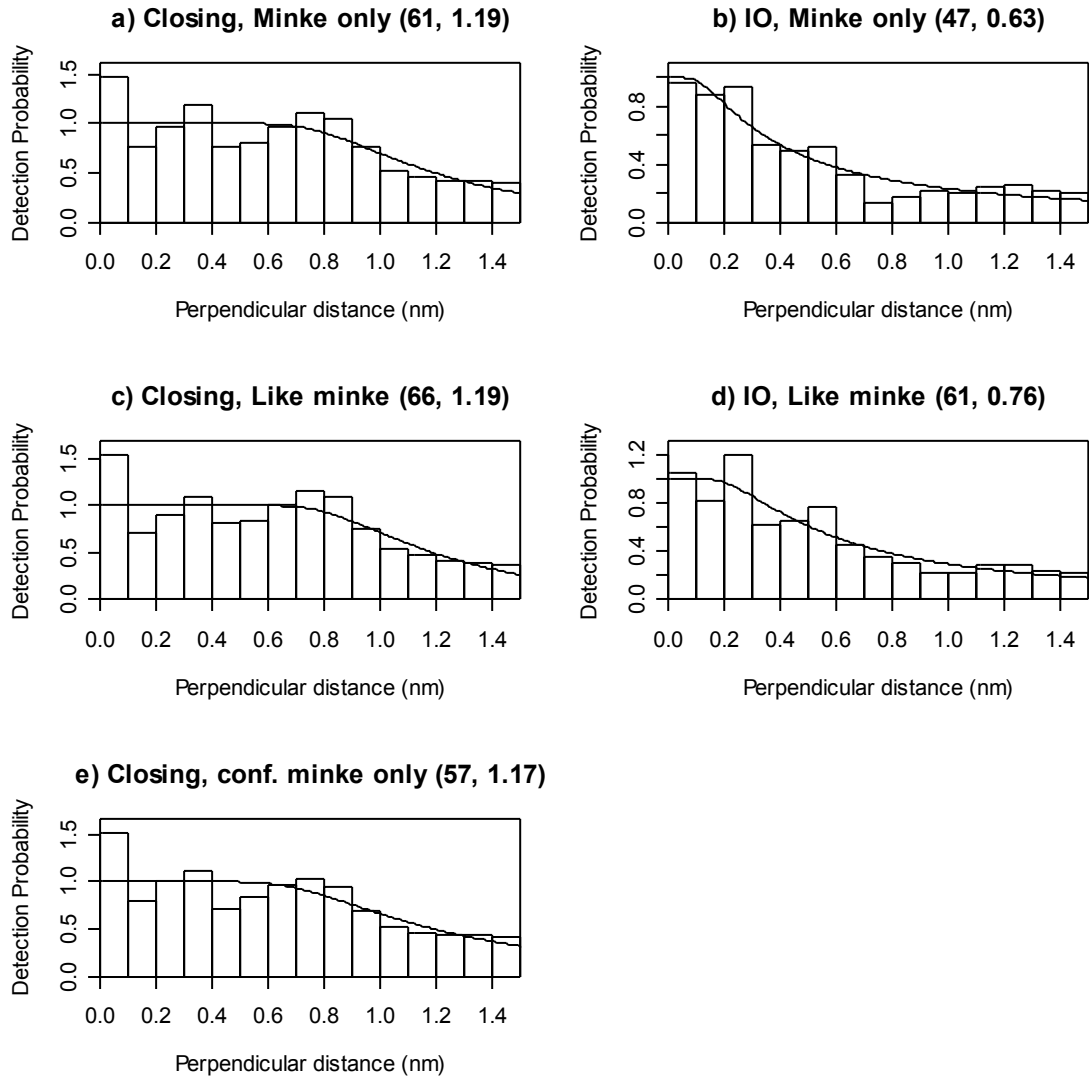 a) Closing, Minke only (61, 1.19)
Detection Probability
0.0 0.5 1.0 1.5
0.0 0.2 0.4 0.6 0.8 1.0 1.2 1.4
Perpendicular distance (nm)
b) IO, Minke only (47, 0.63)
Detection Probability
0.0 0.4 0.8
0.0 0.2 0.4 0.6 0.8 1.0 1.2 1.4
Perpendicular distance (nm)
c) Closing, Like minke (66, 1.19)
Detection Probability
0.0 0.5 1.0 1.5
0.0 0.2 0.4 0.6 0.8 1.0 1.2 1.4
Perpendicular distance (nm)
d) IO, Like minke (61, 0.76)
Detection Probability
0.0 0.4 0.8 1.2
0.0 0.2 0.4 0.6 0.8 1.0 1.2 1.4
Perpendicular distance (nm)
e) Closing, conf. minke only (57, 1.17)
Detection Probability
0.0 0.5 1.0 1.5
0.0 0.2 0.4 0.6 0.8 1.0 1.2 1.4
Perpendicular distance (nm)